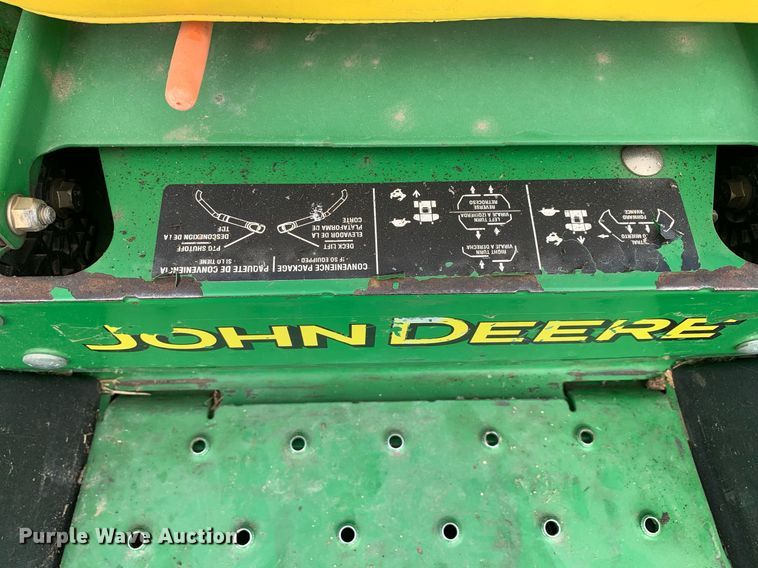 CONVENIENCE PACKAGE
PAQUETE DE CONVENIENCIA
- IF SO EQUIPPED -
SI LO TIENE
DECK LIFT
ELEVADOR DE LA
PLATAFORMA DE
CORTE
PTO SHUTOFF
DESCONEXION DE LA
TDF
RIGHT TURN
VIRAJE A DERECHA
LEFT TURN
VIRAJE A IZQUIERDA
REVERSE
RETROCESO
FORWARD
AVANCE
JOHN DEERE
Purple Wave Auction